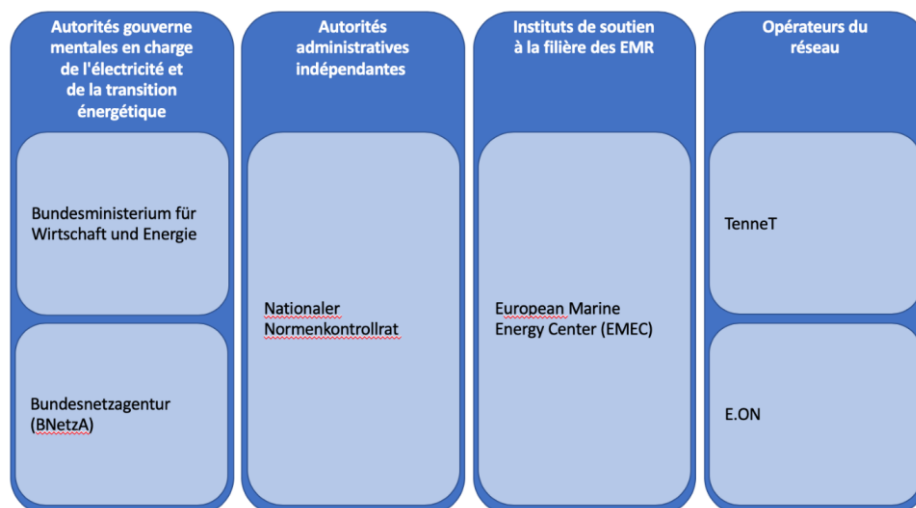 Autorités gouverne
mentales en charge
de l'électricité et
de la transition
énergétique
Bundesministerium für
Wirtschaft und Energie
Bundesnetzagentur
(BNetzA)
Autorités
administratives
indépendantes
Nationaler
Normenkontrollrat
Instituts de soutien
à la filière des EMR
European Marine
Energy Center (EMEC)
Opérateurs du
réseau
TenneT
E.ON